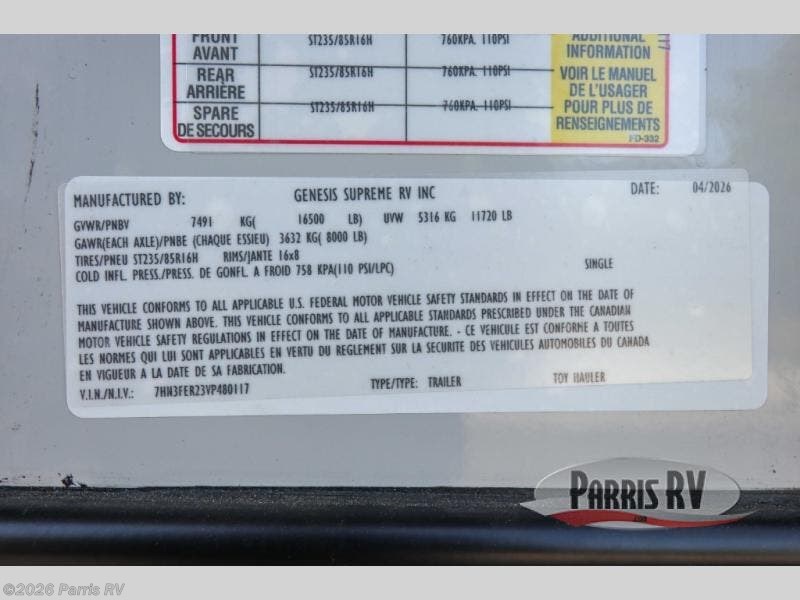 FRONT ST235/85R16H 760KPA. 110PSI ADDITIONAL
AVANT INFORMATION
REAR ST235/85R16H 760KPA. 110PSI VOIR LE MANUEL
ARRIÈRE DE L'USAGER
SPARE ST235/85R16H 760KPA. 110PSI POUR PLUS DE
DE SECOURS RENSEIGNEMENTS
FD-332
MANUFACTURED BY: GENESIS SUPREME RV INC DATE: 04/2026
GVWR/PNBV 7491 KG( 16500 LB) UVW 5316 KG 11720 LB
GAWR(EACH AXLE)/PNBE (CHAQUE ESSIEU) 3632 KG( 8000 LB)
TIRES/PNEU ST235/85R16H RIMS/JANTE 16x8
COLD INFL. PRESS./PRESS. DE GONFL. A FROID 758 KPA(110 PSI/LPC) SINGLE
THIS VEHICLE CONFORMS TO ALL APPLICABLE U.S. FEDERAL MOTOR VEHICLE SAFETY STANDARDS IN EFFECT ON THE DATE OF
MANUFACTURE SHOWN ABOVE. THIS VEHICLE CONFORMS TO ALL APPLICABLE STANDARDS PRESCRIBED UNDER THE CANADIAN
MOTOR VEHICLE SAFETY REGULATIONS IN EFFECT ON THE DATE OF MANUFACTURE. - CE VEHICULE EST CONFORME A TOUTES
LES NORMES QUI LUI SONT APPLICABLES EN VERTU DU REGLEMENT SUR LA SECURITE DES VEHICULES AUTOMOBILES DU CANADA
EN VIGUEUR A LA DATE DE SA FABRICATION.
V.I.N./N.I.V.: 7HN3FER23VP480117 TYPE/TYPE: TRAILER TOY HAULER
PARRIS RV
©2026 Parris RV